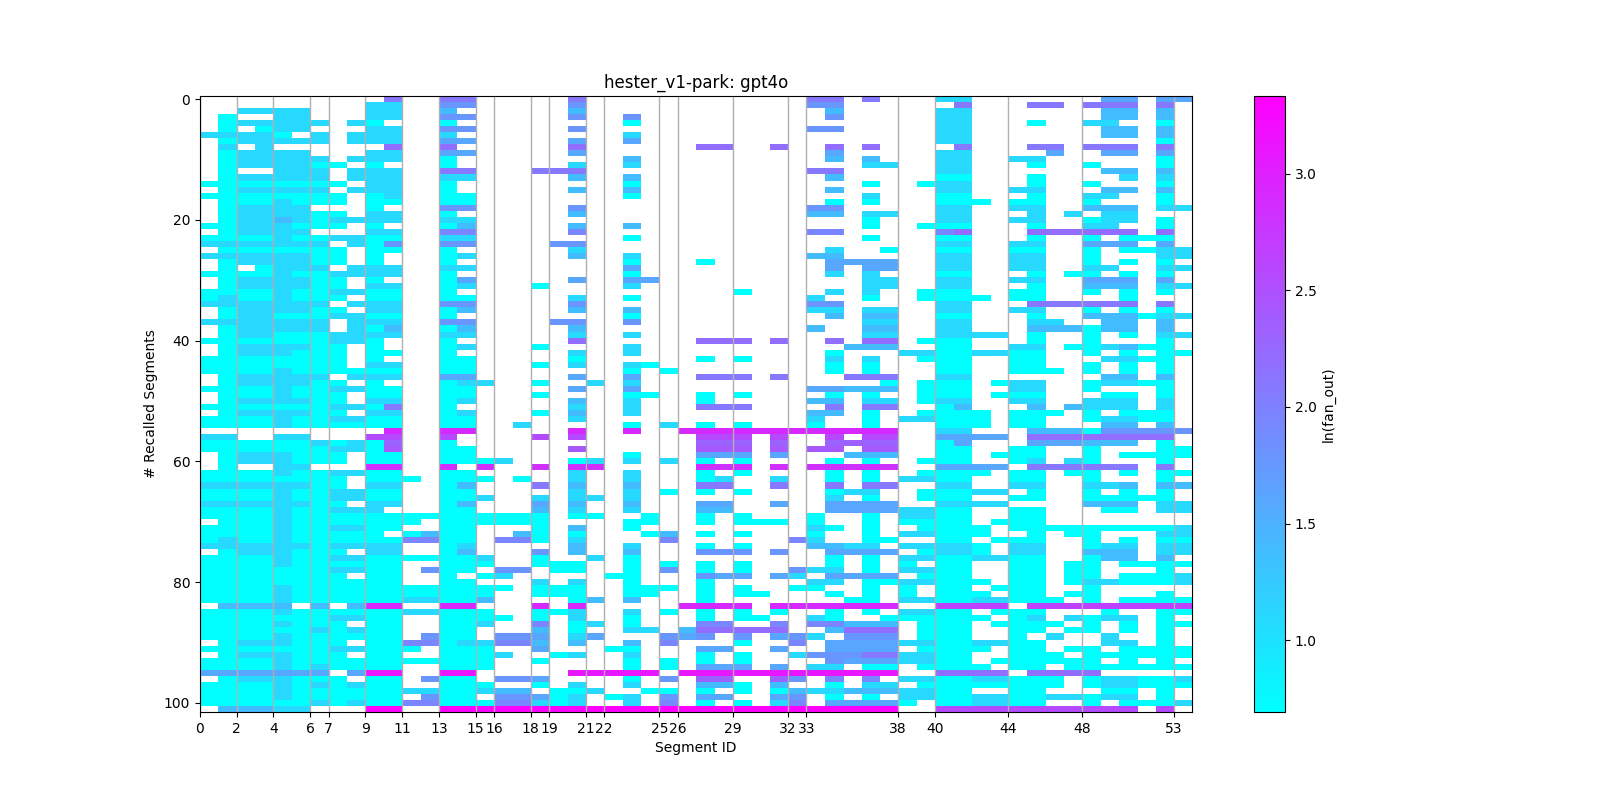 hester_v1-park: gpt4o
# Recalled Segments
0
20
40
60
80
100
0 2 4 6 7 9 11 13 15 16 18 19 21 22 25 26 29 32 33 38 40 44 48 53
Segment ID
3.0
2.5
2.0
1.5
1.0
ln(fan_out)